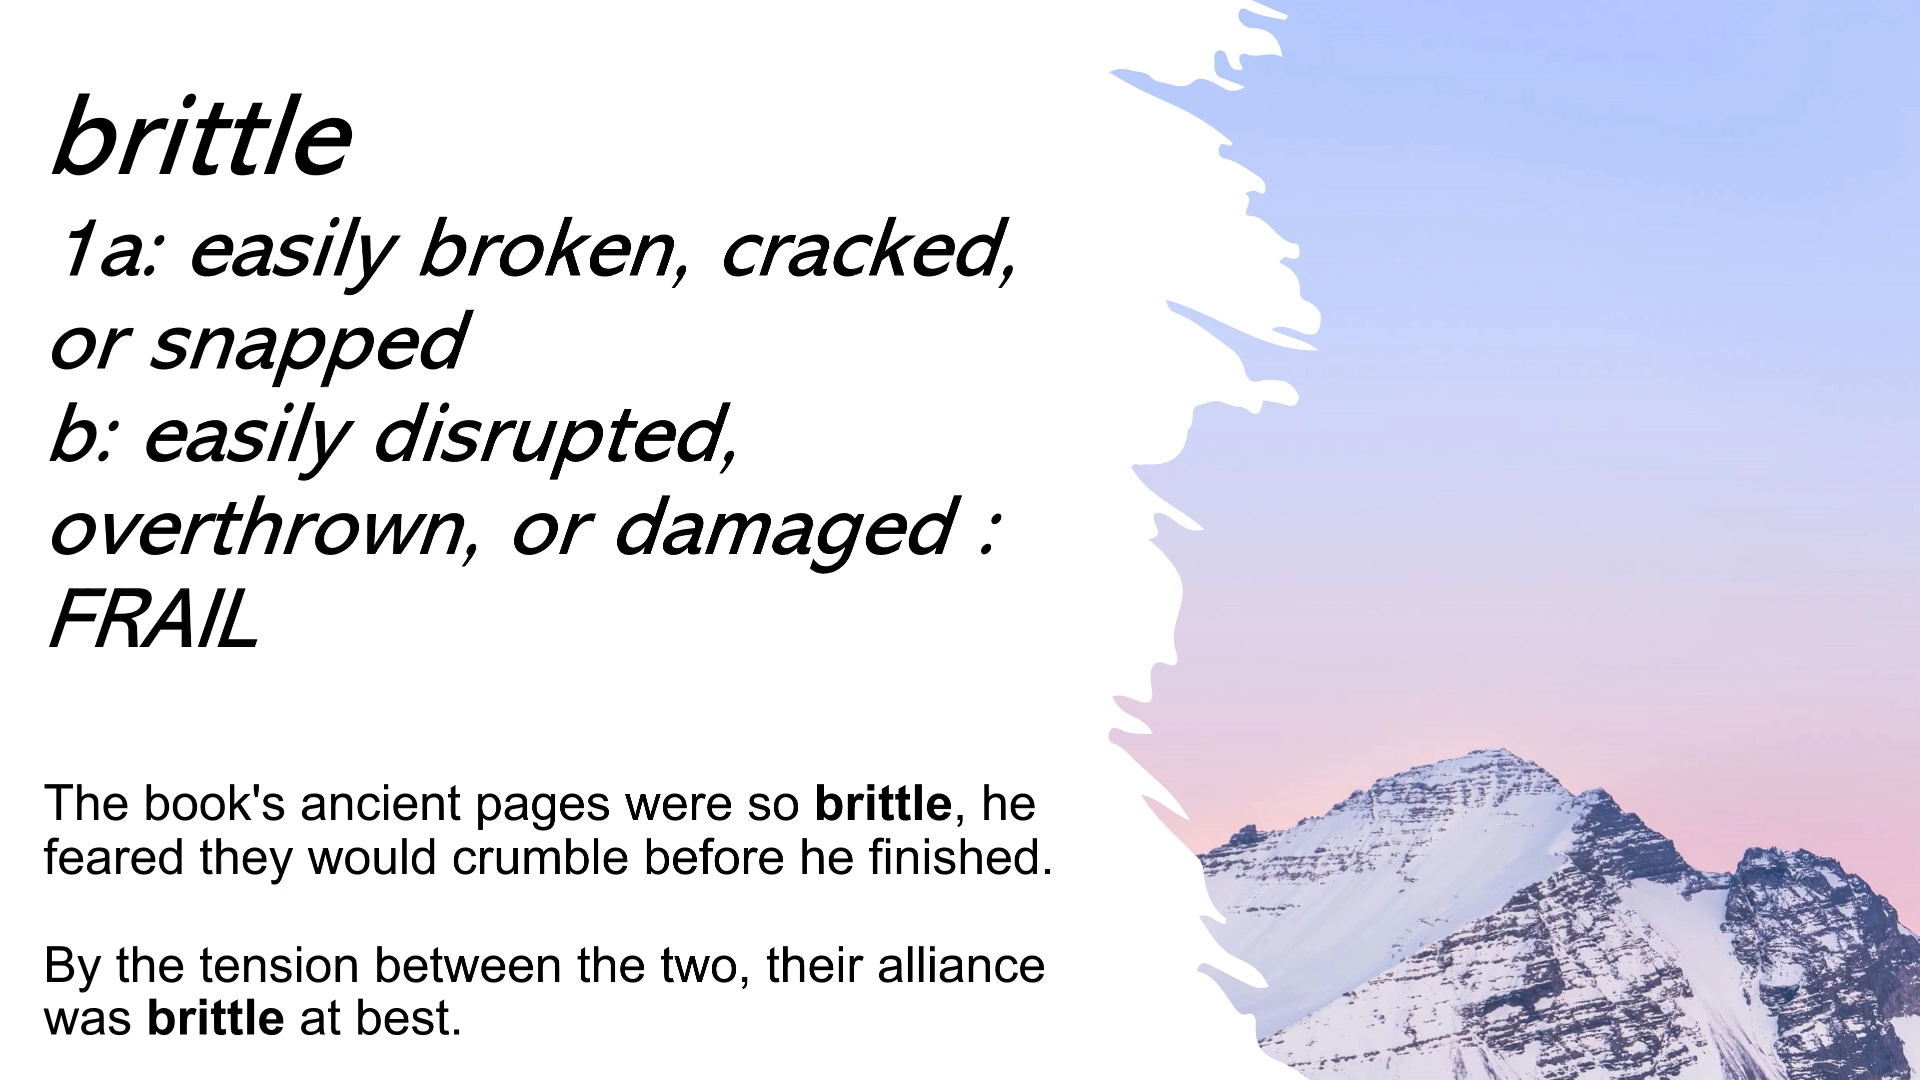 brittle
1a: easily broken, cracked,
or snapped
b: easily disrupted,
overthrown, or damaged :
FRAIL
The book's ancient pages were so brittle, he
feared they would crumble before he finished.
By the tension between the two, their alliance
was brittle at best.